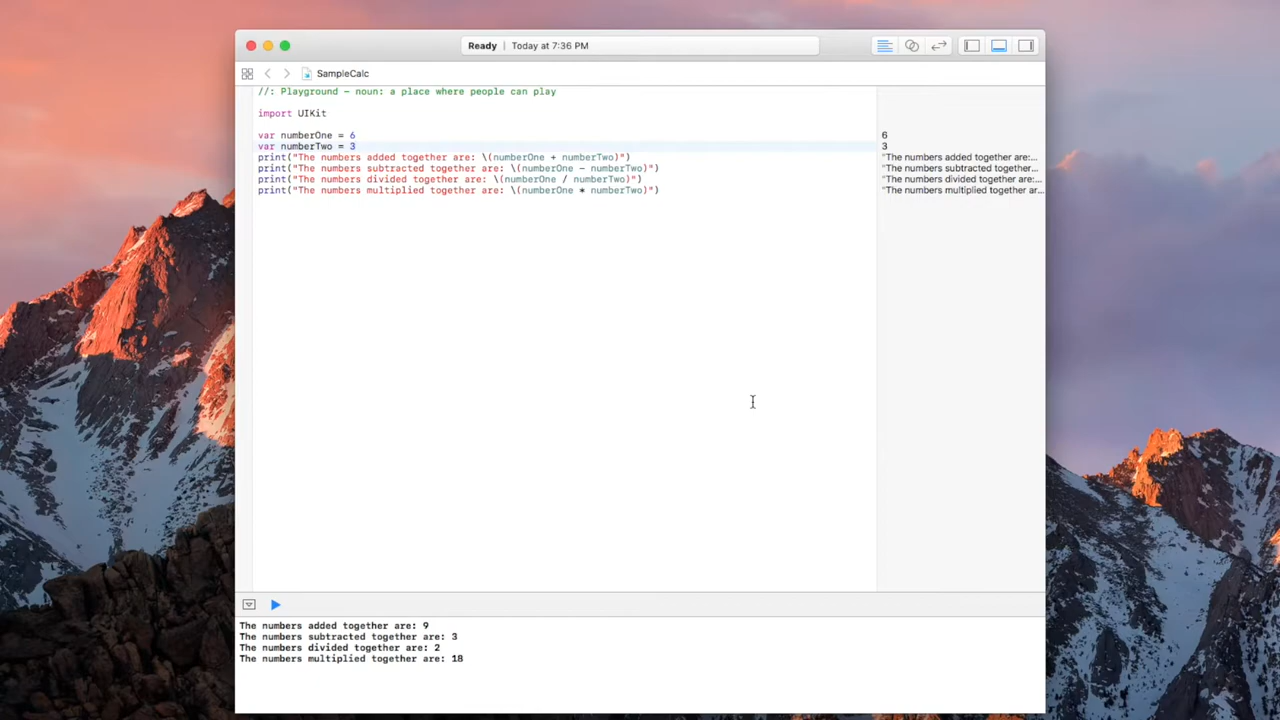 Ready | Today at 7:36 PM
SampleCalc
//: Playground - noun: a place where people can play
import UIKit
var numberOne = 6
6
var numberTwo = 3
3
print("The numbers added together are: \(numberOne + numberTwo)")
"The numbers added together are:...
print("The numbers subtracted together are: \(numberOne - numberTwo)")
"The numbers subtracted together...
print("The numbers divided together are: \(numberOne / numberTwo)")
"The numbers divided together are:...
print("The numbers multiplied together are: \(numberOne * numberTwo)")
"The numbers multiplied together ar...
The numbers added together are: 9
The numbers subtracted together are: 3
The numbers divided together are: 2
The numbers multiplied together are: 18